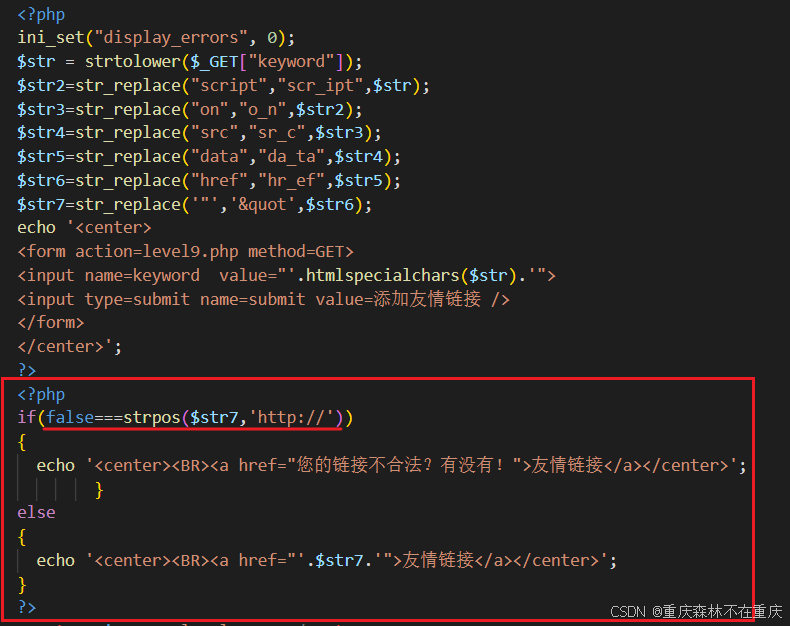 <?php
ini_set("display_errors", 0);
$str = strtolower($_GET["keyword"]);
$str2=str_replace("script","scr_ipt",$str);
$str3=str_replace("on","o_n",$str2);
$str4=str_replace("src","sr_c",$str3);
$str5=str_replace("data","da_ta",$str4);
$str6=str_replace("href","hr_ef",$str5);
$str7=str_replace('"','&quot',$str6);
echo '<center>
<form action=level9.php method=GET>
<input name=keyword  value="'.htmlspecialchars($str).'">
<input type=submit name=submit value=添加友情链接 />
</form>
</center>';
?>
<?php
if(false===strpos($str7,'http://'))
{
  echo '<center><BR><a href="您的链接不合法？有没有！">友情链接</a></center>';
        }
else
{
  echo '<center><BR><a href="'.$str7.'">友情链接</a></center>';
}
?>
CSDN @重庆森林不在重庆